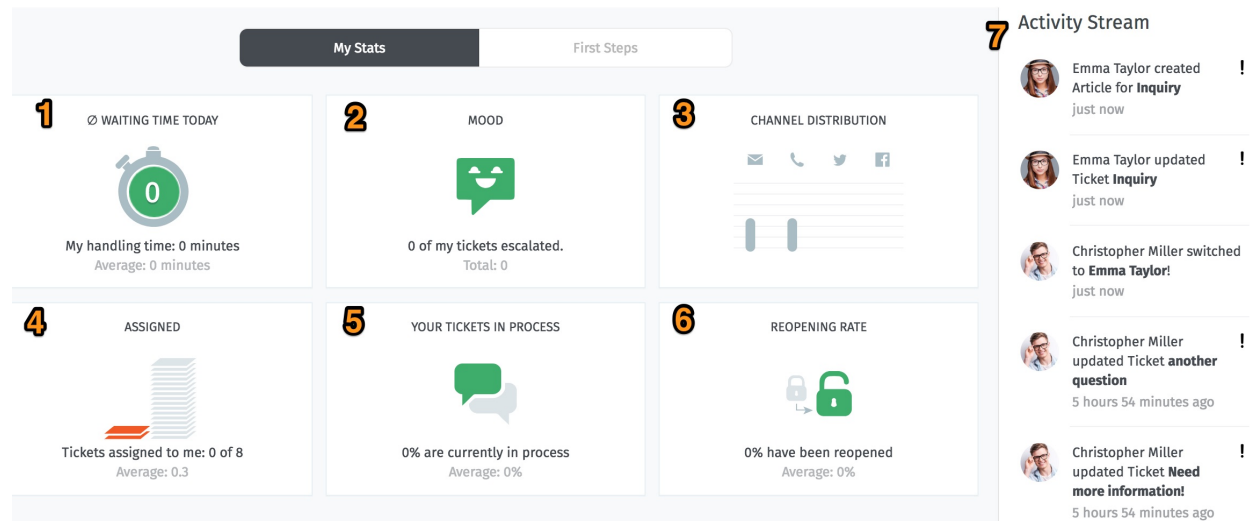 My Stats
First Steps
1
∅ WAITING TIME TODAY
0
My handling time: 0 minutes
Average: 0 minutes
2
MOOD
0 of my tickets escalated.
Total: 0
3
CHANNEL DISTRIBUTION
4
ASSIGNED
Tickets assigned to me: 0 of 8
Average: 0.3
5
YOUR TICKETS IN PROCESS
0% are currently in process
Average: 0%
6
REOPENING RATE
0% have been reopened
Average: 0%
7
Activity Stream
Emma Taylor created
Article for Inquiry
just now
!
Emma Taylor updated
Ticket Inquiry
just now
!
Christopher Miller switched
to Emma Taylor!
just now
Christopher Miller
updated Ticket another
question
5 hours 54 minutes ago
!
Christopher Miller
updated Ticket Need
more information!
5 hours 54 minutes ago
!